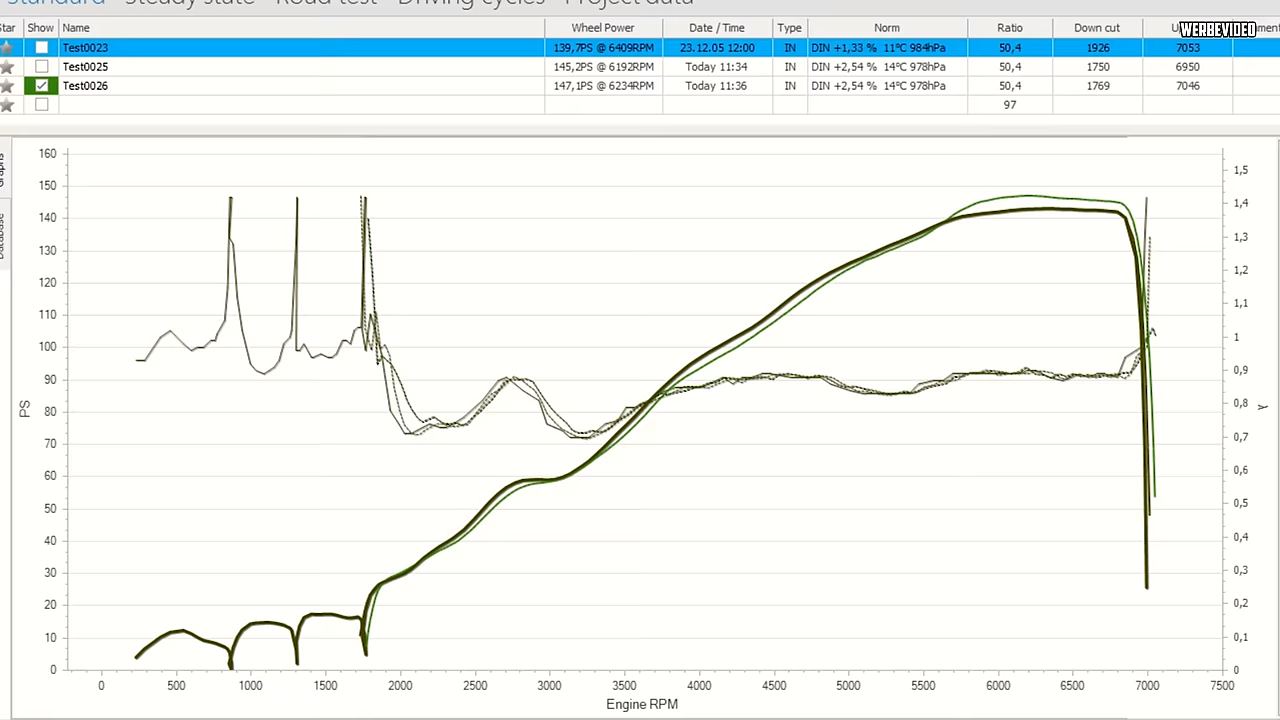 Standard - Steady state - Road test - Driving cycles - Project data
Star Show Name Wheel Power Date / Time Type Norm Ratio Down cut
WERBEVIDEO
Test0023 139,7PS @ 6409RPM 23.12.05 12:00 IN DIN +1,33 % 11°C 984hPa 50,4 1926 7053
Test0025 145,2PS @ 6192RPM Today 11:34 IN DIN +2,54 % 14°C 978hPa 50,4 1750 6950
Test0026 147,1PS @ 6234RPM Today 11:36 IN DIN +2,54 % 14°C 978hPa 50,4 1769 7046
97
Graphs
Database
160
150
140
130
120
110
100
90
80
70
60
50
40
30
20
10
0
PS
1,5
1,4
1,3
1,2
1,1
1
0,9
0,8
0,7
0,6
0,5
0,4
0,3
0,2
0,1
0
λ
0 500 1000 1500 2000 2500 3000 3500 4000 4500 5000 5500 6000 6500 7000 7500
Engine RPM